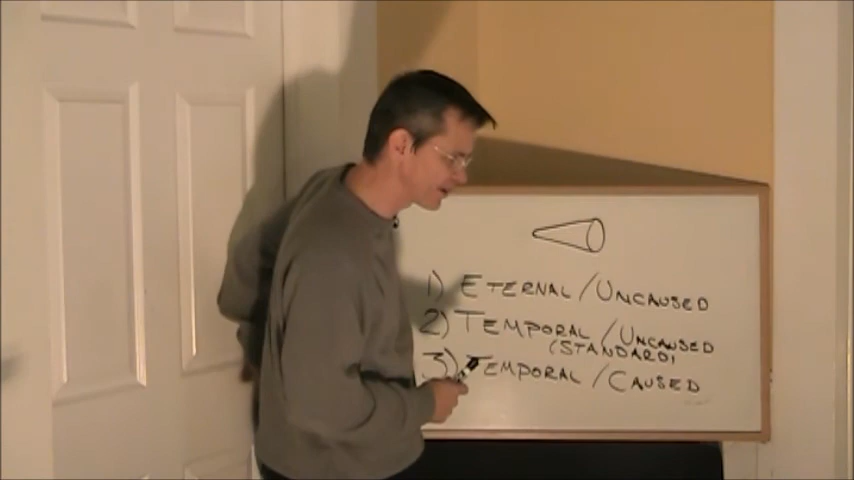 1) ETERNAL/UNCAUSED
2) TEMPORAL/UNCAUSED
(STANDARD)
3) TEMPORAL/CAUSED